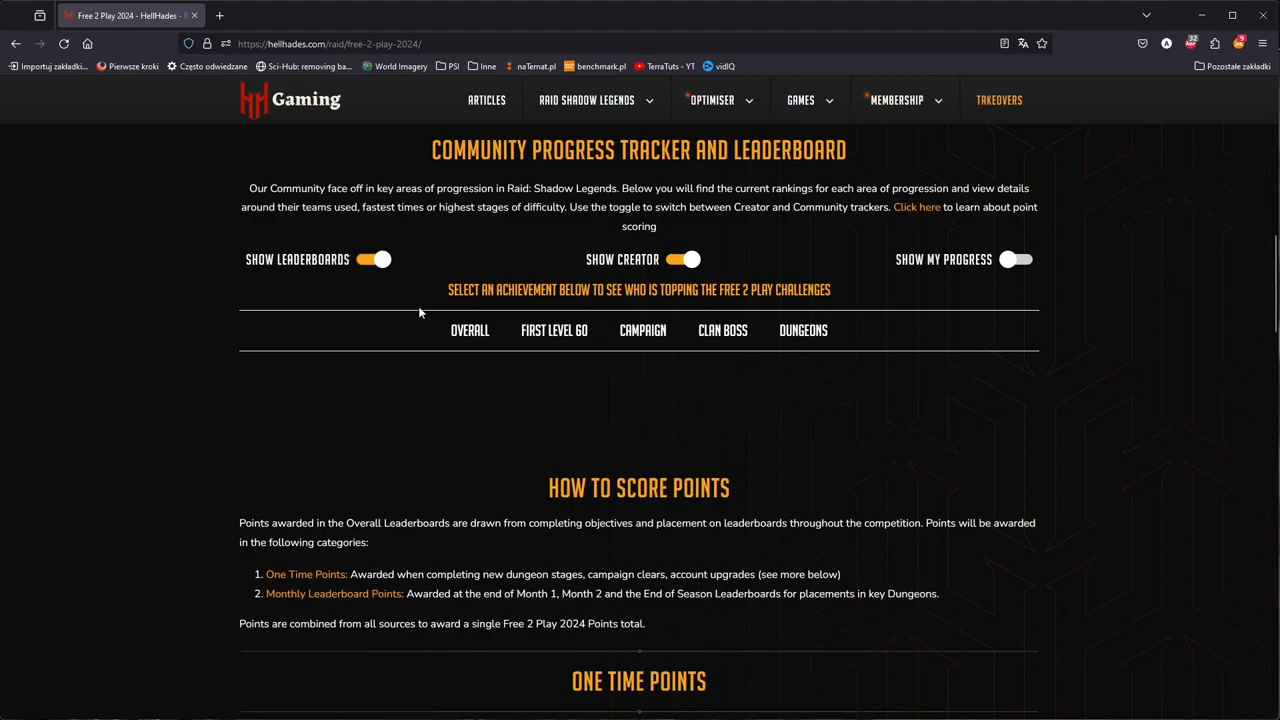 Free 2 Play 2024 - HellHades - R
https://hellhades.com/raid/free-2-play-2024/
32
9
Importuj zakładki... Pierwsze kroki Często odwiedzane Sci-Hub: removing ba... World Imagery PSI Inne naTemat.pl benchmark.pl TerraTuts - YT vidIQ Pozostałe zakładki
Gaming ARTICLES RAID SHADOW LEGENDS OPTIMISER GAMES MEMBERSHIP TAKEOVERS
COMMUNITY PROGRESS TRACKER AND LEADERBOARD
Our Community face off in key areas of progression in Raid: Shadow Legends. Below you will find the current rankings for each area of progression and view details
around their teams used, fastest times or highest stages of difficulty. Use the toggle to switch between Creator and Community trackers. Click here to learn about point
scoring
SHOW LEADERBOARDS SHOW CREATOR SHOW MY PROGRESS
SELECT AN ACHIEVEMENT BELOW TO SEE WHO IS TOPPING THE FREE 2 PLAY CHALLENGES
OVERALL FIRST LEVEL 60 CAMPAIGN CLAN BOSS DUNGEONS
HOW TO SCORE POINTS
Points awarded in the Overall Leaderboards are drawn from completing objectives and placement on leaderboards throughout the competition. Points will be awarded
in the following categories:
1. One Time Points: Awarded when completing new dungeon stages, campaign clears, account upgrades (see more below)
2. Monthly Leaderboard Points: Awarded at the end of Month 1, Month 2 and the End of Season Leaderboards for placements in key Dungeons.
Points are combined from all sources to award a single Free 2 Play 2024 Points total.
ONE TIME POINTS